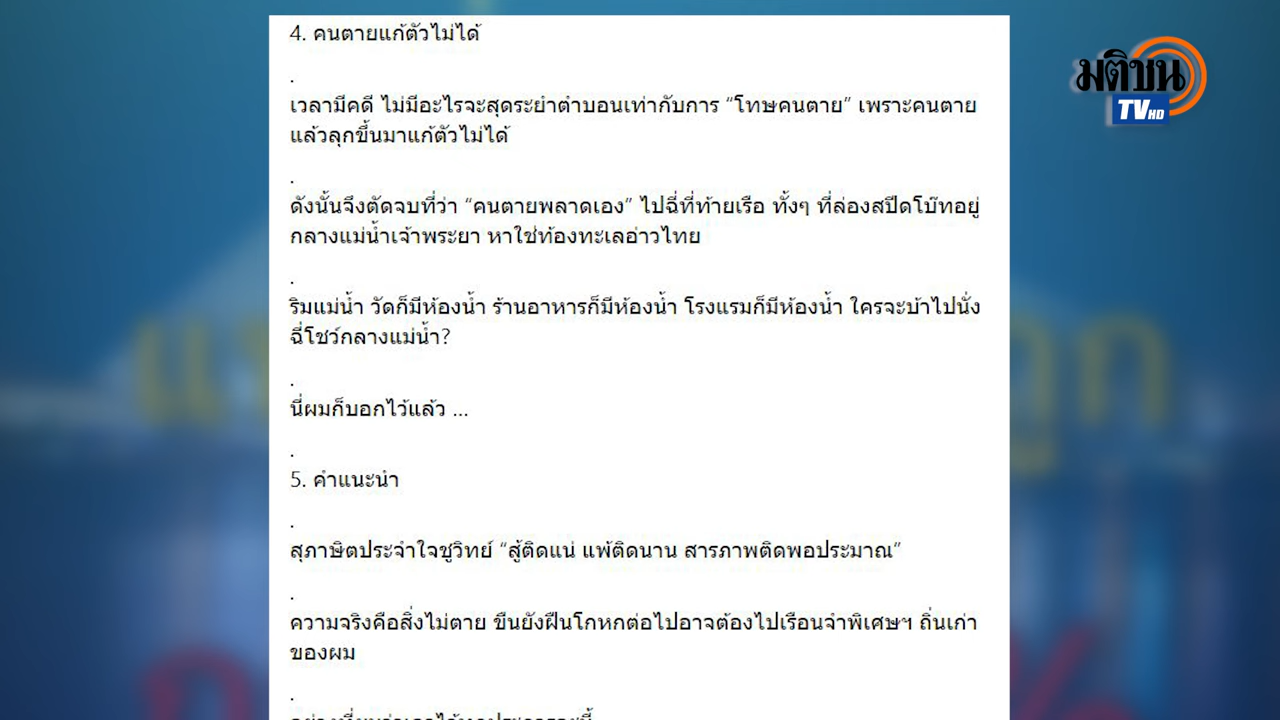 4. คนตายแก้ตัวไม่ได้
.
เวลามีคดี ไม่มีอะไรจะสุดระยำตำบอนเท่ากับการ “โทษคนตาย” เพราะคนตาย
แล้วลุกขึ้นมาแก้ตัวไม่ได้
.
ดังนั้นจึงตัดจบที่ว่า “คนตายพลาดเอง” ไปฉี่ที่ท้ายเรือ ทั้งๆ ที่ล่องสปีดโบ๊ทอยู่
กลางแม่น้ำเจ้าพระยา หาใช่ท้องทะเลอ่าวไทย
.
ริมแม่น้ำ วัดก็มีห้องน้ำ ร้านอาหารก็มีห้องน้ำ โรงแรมก็มีห้องน้ำ ใครจะบ้าไปนั่ง
ฉี่โชว์กลางแม่น้ำ?
.
นี่ผมก็บอกไว้แล้ว ...
.
5. คำแนะนำ
.
สุภาษิตประจำใจชูวิทย์ “สู้ติดแน่ แพ้ติดนาน สารภาพติดพอประมาณ”
.
ความจริงคือสิ่งไม่ตาย ขืนยังฝืนโกหกต่อไปอาจต้องไปเรือนจำพิเศษฯ ถิ่นเก่า
ของผม
.
มติชน
TV HD